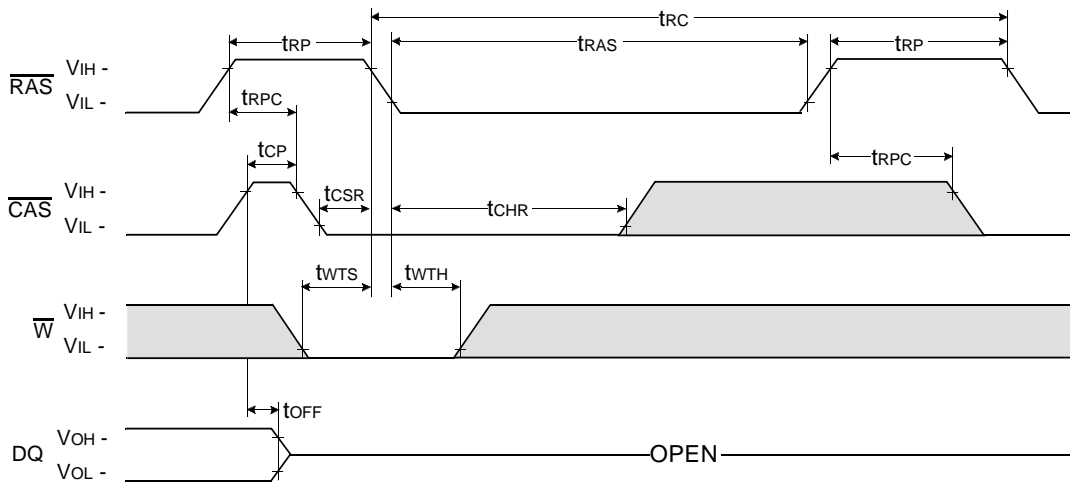 tRC
tRP tRAS tRP
RAS VIH -
VIL -
tRPC
tCP tRPC
CAS VIH -
VIL -
tCSR tCHR
tWTS tWTH
W VIH -
VIL -
tOFF
DQ VOH -
VOL -
OPEN